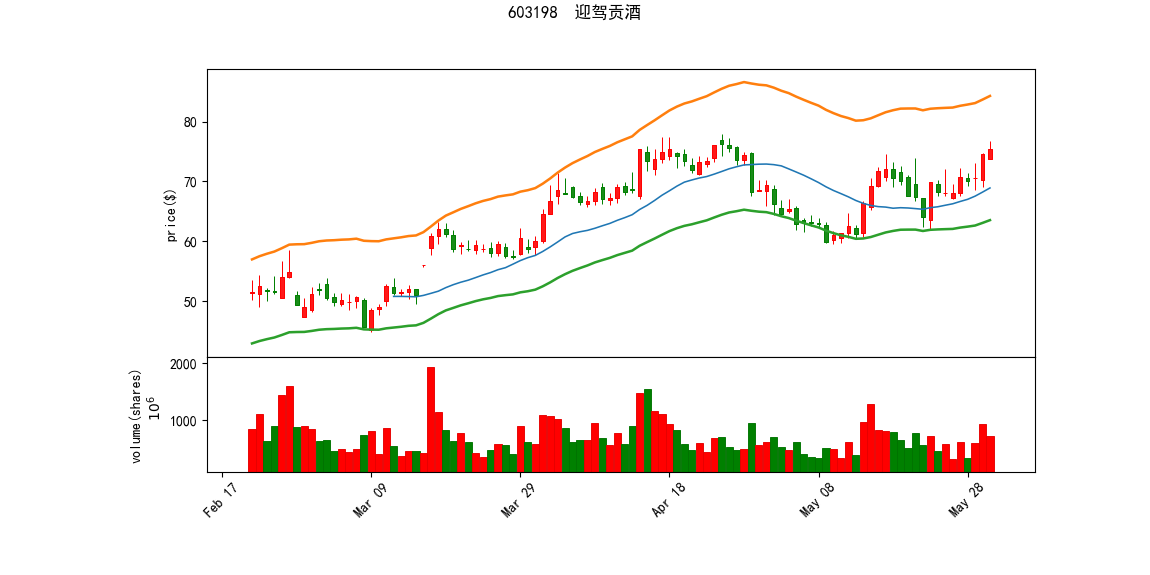 603198 迎驾贡酒
price($)
80
70
60
50
volume(shares)
10^6
2000
1000
Feb 17
Mar 09
Mar 29
Apr 18
May 08
May 28